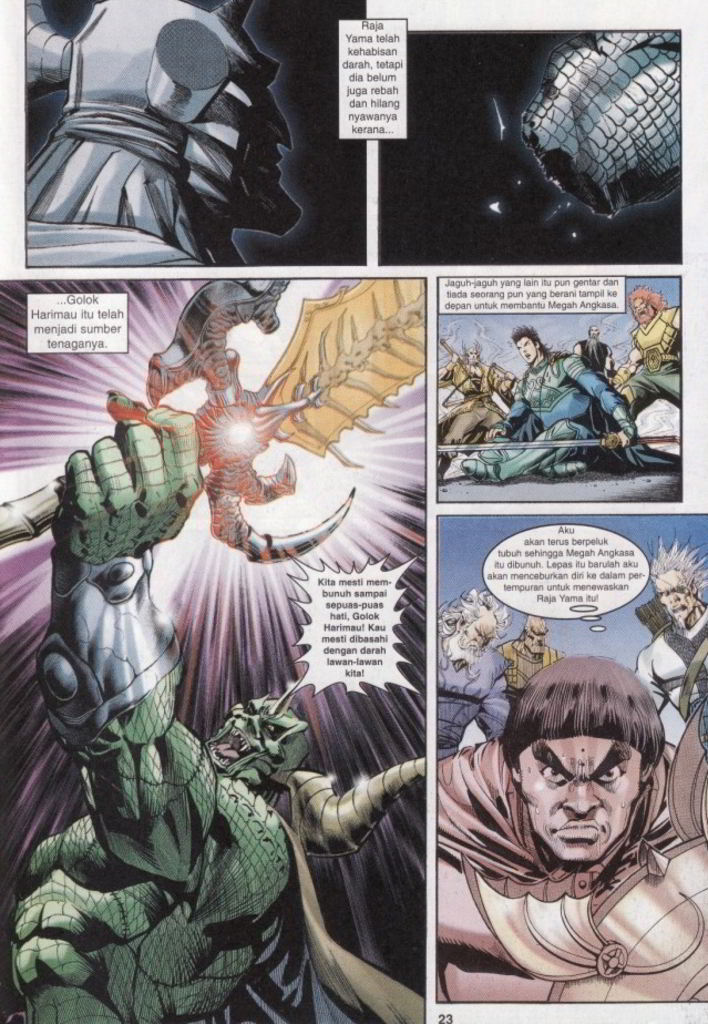 Raja
Yama telah
kehabisan
darah, tetapi
dia belum
juga rebah
dan hilang
nyawanya
kerana...
...Golok
Harimau itu telah
menjadi sumber
tenaganya.
Kita mesti mem-
bunuh sampai
sepuas-puas
hati, Golok
Harimau! Kau
mesti dibasahi
dengan darah
lawan-lawan
kita!
Jaguh-jaguh yang lain itu pun gentar dan
tiada seorang pun yang berani tampil ke
depan untuk membantu Megah Angkasa.
Aku
akan terus berpeluk
tubuh sehingga Megah Angkasa
itu dibunuh. Lepas itu barulah aku
akan menceburkan diri ke dalam per-
tempuran untuk menewaskan
Raja Yama itu!
23